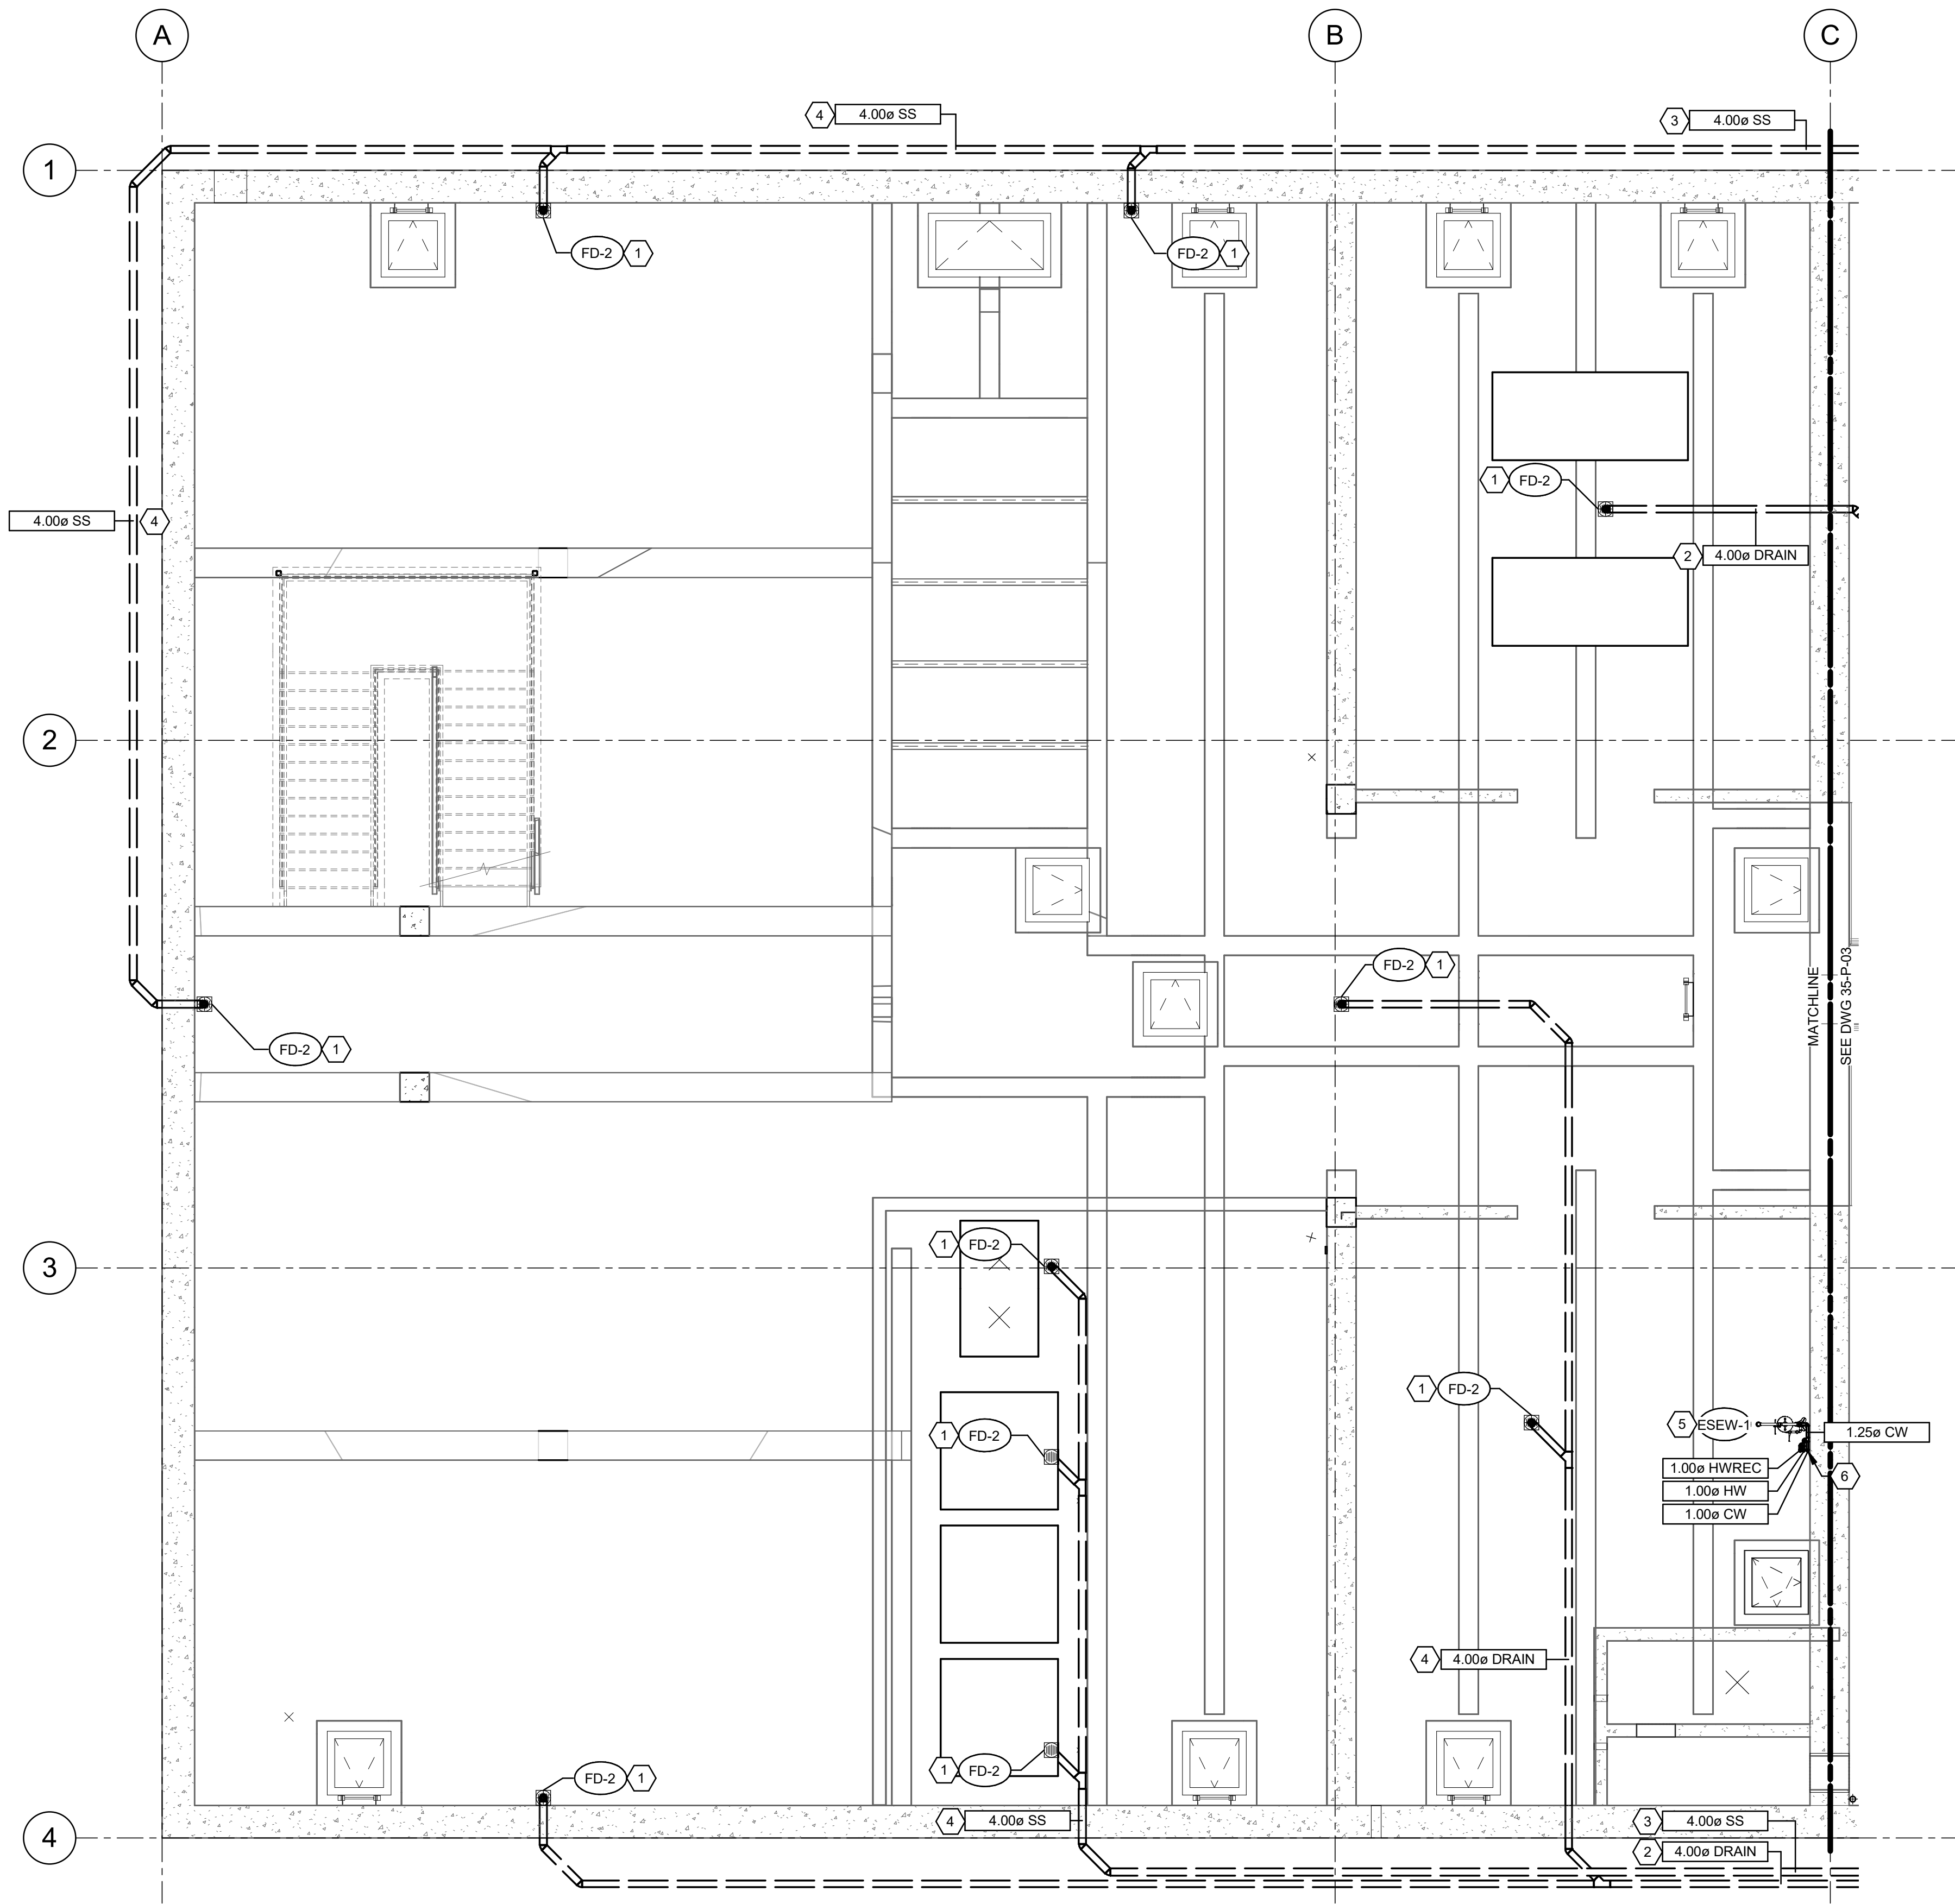 A
B
C
4 4.00ø SS
3 4.00ø SS
1
FD-2 1
FD-2 1
1 FD-2
4.00ø SS 4
2 4.00ø DRAIN
2
FD-2 1
MATCHLINE
SEE DWG 35-P-03
FD-2 1
1 FD-2
3
1 FD-2
5 ESEW-1
1.25ø CW
1 FD-2
1.00ø HWREC
6
1.00ø HW
1.00ø CW
4 4.00ø DRAIN
1 FD-2
FD-2 1
4 4.00ø SS
3 4.00ø SS
4
2 4.00ø DRAIN